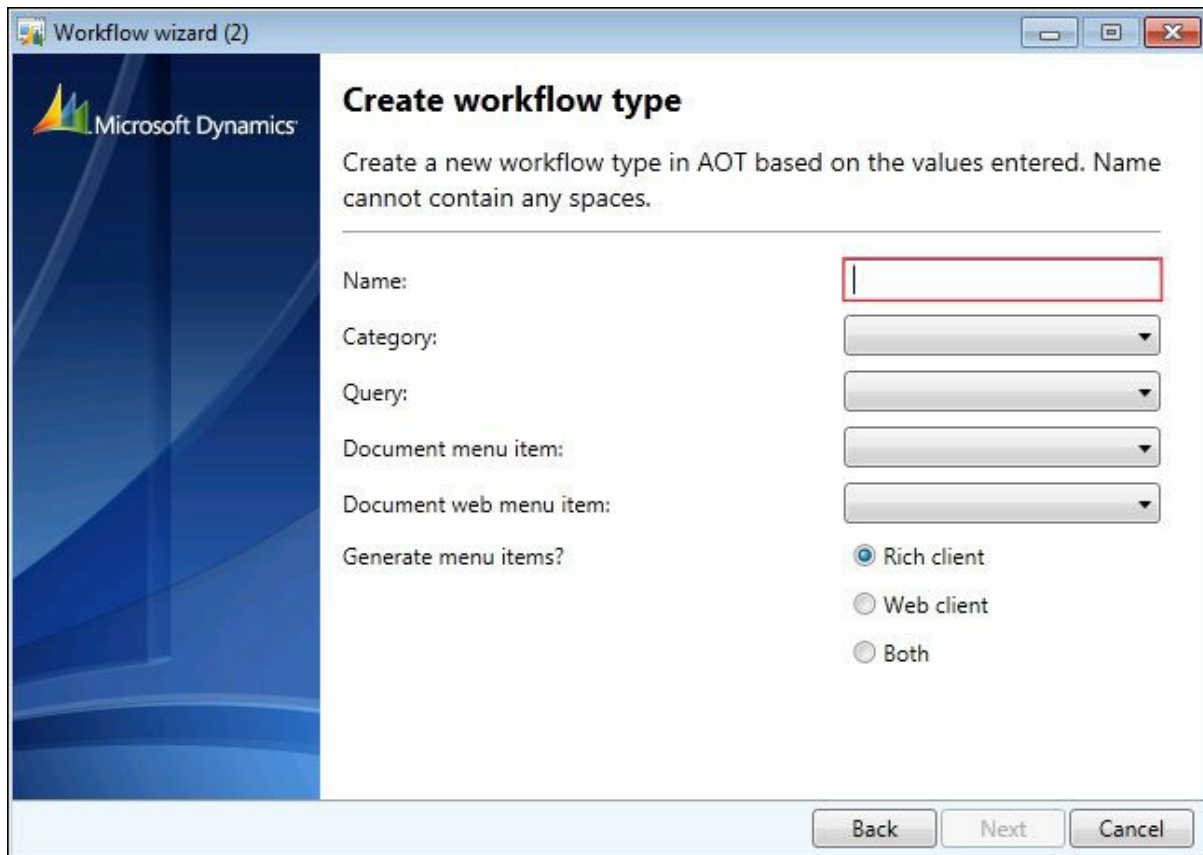 Workflow wizard (2)
Microsoft Dynamics
Create workflow type
Create a new workflow type in AOT based on the values entered. Name
cannot contain any spaces.
Name:
Category:
Query:
Document menu item:
Document web menu item:
Generate menu items?
Rich client
Web client
Both
Back
Next
Cancel